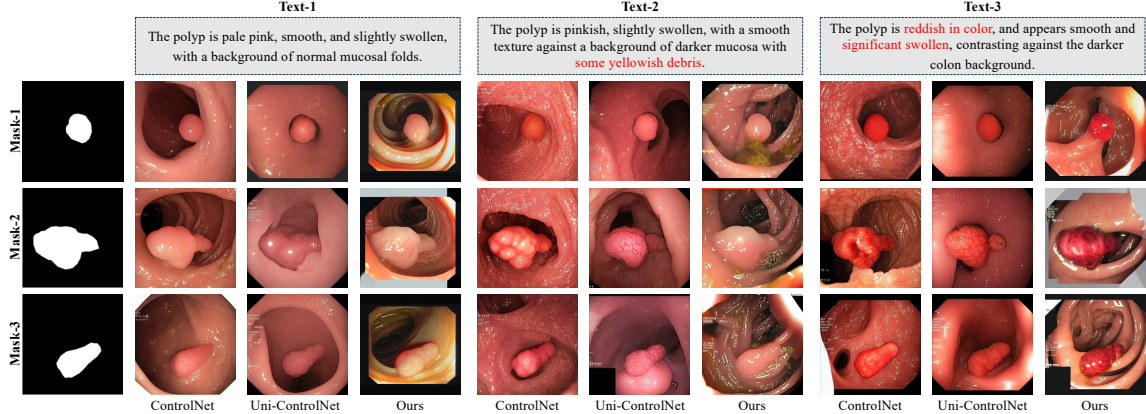 Text-1
Text-2
Text-3
The polyp is pale pink, smooth, and slightly swollen,
with a background of normal mucosal folds.
The polyp is pinkish, slightly swollen, with a smooth
texture against a background of darker mucosa with
some yellowish debris.
The polyp is reddish in color, and appears smooth and
significant swollen, contrasting against the darker
colon background.
Mask-1
Mask-2
Mask-3
ControlNet
Uni-ControlNet
Ours
ControlNet
Uni-ControlNet
Ours
ControlNet
Uni-ControlNet
Ours